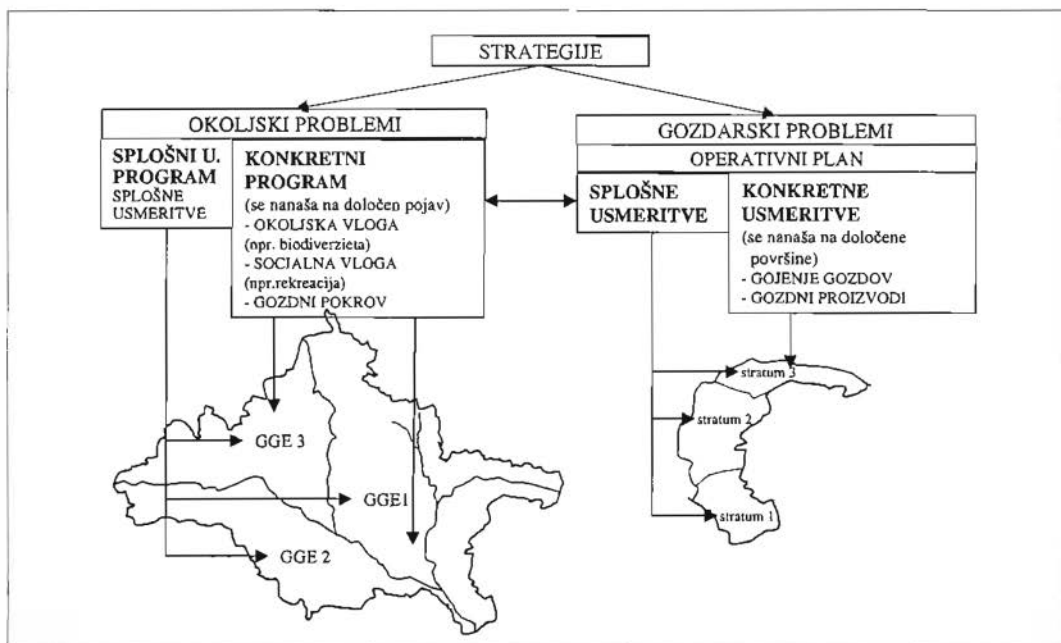 STRATEGIJE
OKOLJSKI PROBLEMI
SPLOŠNI U.
PROGRAM
SPLOŠNE
USMERITVE
KONKRETNI
PROGRAM
(se nanaša na določen pojav)
- OKOLJSKA VLOGA
(npr. biodiverzieta)
- SOCIALNA VLOGA
(npr.rekreacija)
- GOZDNI POKROV
GOZDARSKI PROBLEMI
OPERATIVNI PLAN
SPLOŠNE
USMERITVE
KONKRETNE
USMERITVE
(se nanaša na določene
površine)
- GOJENJE GOZDOV
- GOZDNI PROIZVODI
GGE 3
GGE1
GGE 2
stratum 3
stratum 2
stratum 1